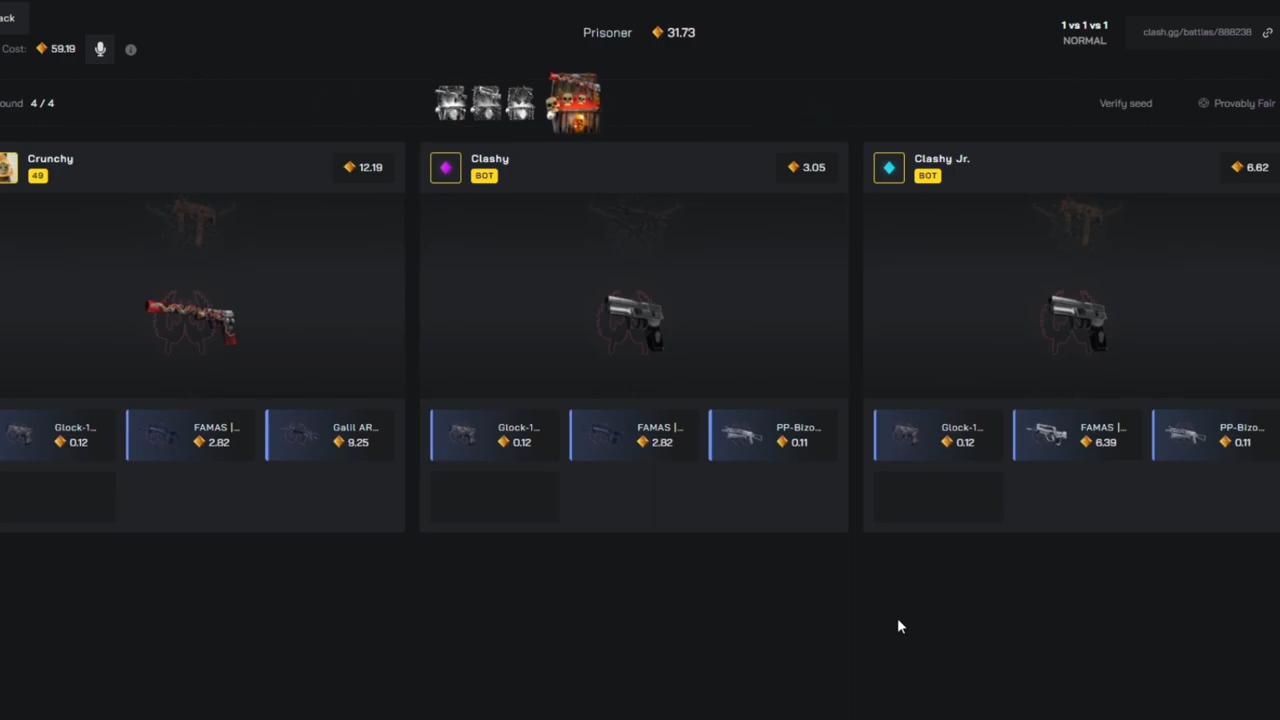 ack
Cost: 59.19
Prisoner 31.73
1 vs 1 vs 1
NORMAL
clash.gg/battles/888238
ound 4 / 4
Verify seed
Provably Fair
Crunchy
49
12.19
Clashy
BOT
3.05
Clashy Jr.
BOT
6.62
Glock-1...
0.12
FAMAS |...
2.82
Galil AR...
9.25
Glock-1...
0.12
FAMAS |...
2.82
PP-Bizo...
0.11
Glock-1...
0.12
FAMAS |...
6.39
PP-Bizo...
0.11